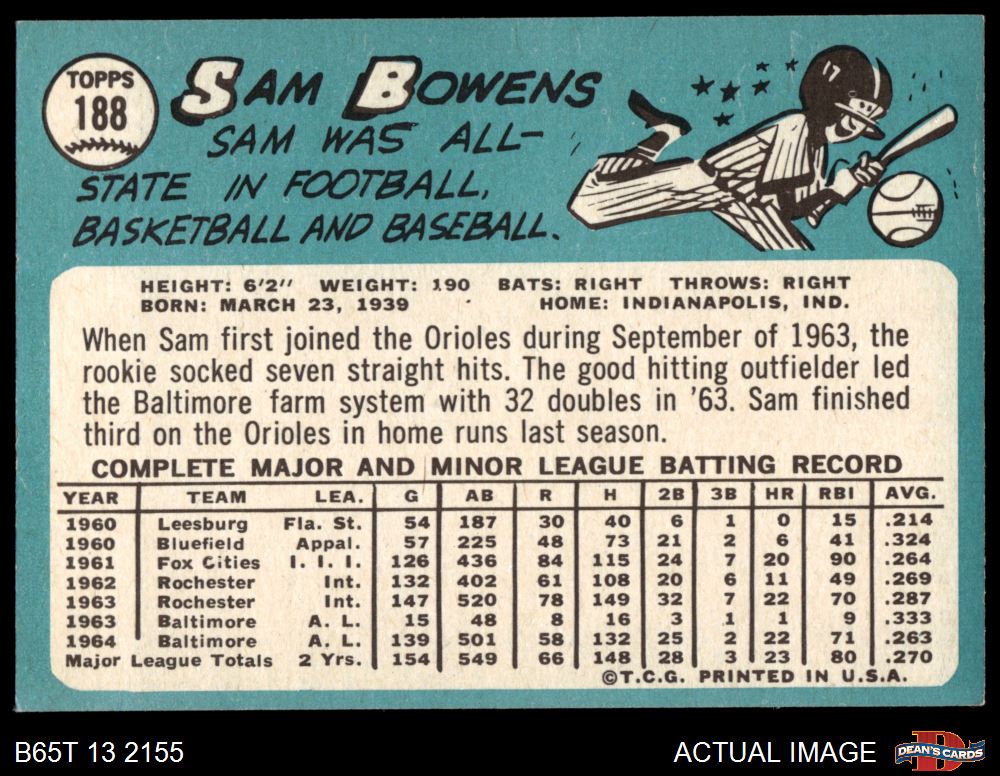 TOPPS
188
SAM BOWENS
SAM WAS ALL-
STATE IN FOOTBALL,
BASKETBALL AND BASEBALL.
HEIGHT: 6'2" WEIGHT: 190 BATS: RIGHT THROWS: RIGHT
BORN: MARCH 23, 1939 HOME: INDIANAPOLIS, IND.
When Sam first joined the Orioles during September of 1963, the
rookie socked seven straight hits. The good hitting outfielder led
the Baltimore farm system with 32 doubles in '63. Sam finished
third on the Orioles in home runs last season.
COMPLETE MAJOR AND MINOR LEAGUE BATTING RECORD
YEAR TEAM LEA. G AB R H 2B 3B HR RBI AVG.
1960 Leesburg Fla. St. 54 187 30 40 6 1 0 15 .214
1960 Bluefield Appal. 57 225 48 73 21 2 6 41 .324
1961 Fox Cities I. I. I. 126 436 84 115 24 7 20 90 .264
1962 Rochester Int. 132 402 61 108 20 6 11 49 .269
1963 Rochester Int. 147 520 78 149 32 7 22 70 .287
1963 Baltimore A. L. 15 48 8 16 3 1 1 9 .333
1964 Baltimore A. L. 139 501 58 132 25 2 22 71 .263
Major League Totals 2 Yrs. 154 549 66 148 28 3 23 80 .270
©T.C.G. PRINTED IN U.S.A.
B65T 13 2155 ACTUAL IMAGE DEAN'S CARDS